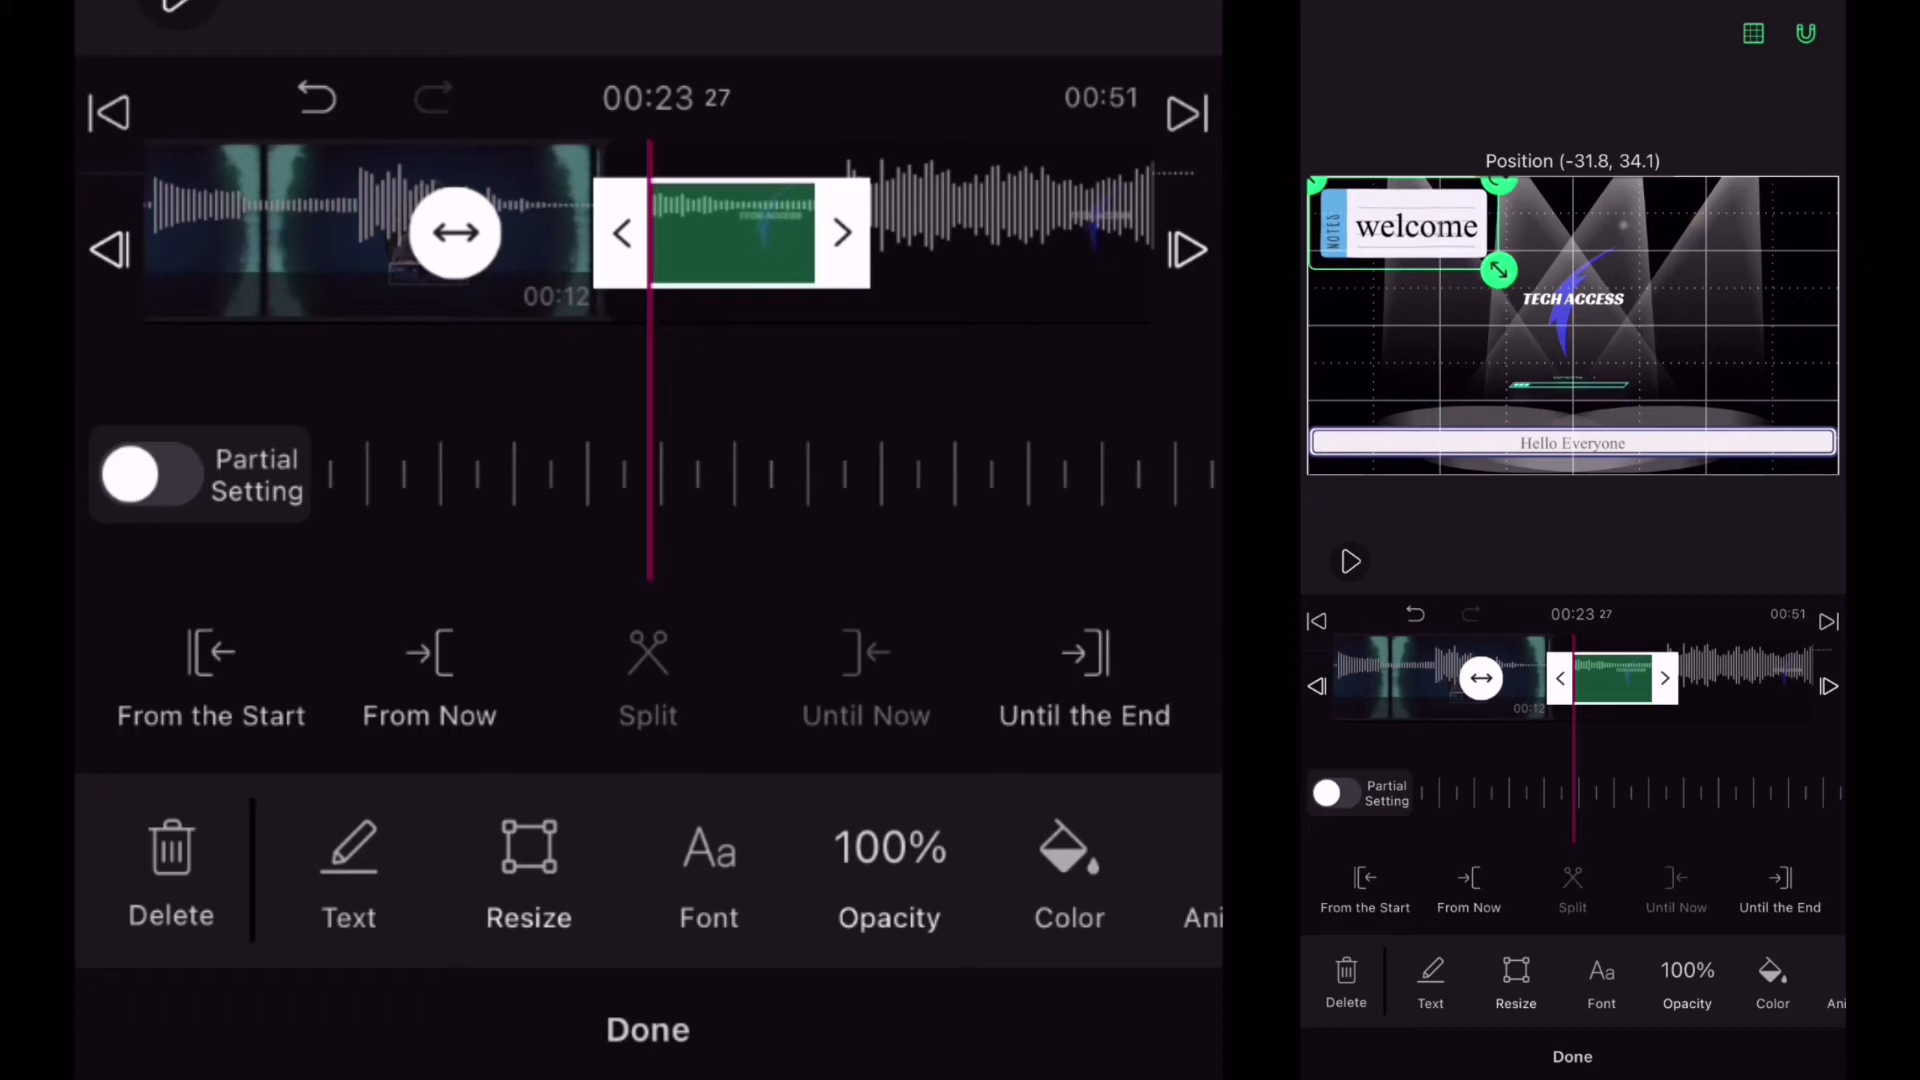 00:23 27
00:51
00:12
Partial
Setting
From the Start
From Now
Split
Until Now
Until the End
Delete
Text
Resize
Aa
Font
100%
Opacity
Color
Ani
Done
Position (-31.8, 34.1)
NOTES
welcome
TECH ACCESS
Hello Everyone
00:23 27
00:51
00:12
Partial
Setting
From the Start
From Now
Split
Until Now
Until the End
Delete
Text
Resize
Aa
Font
100%
Opacity
Color
Ani
Done